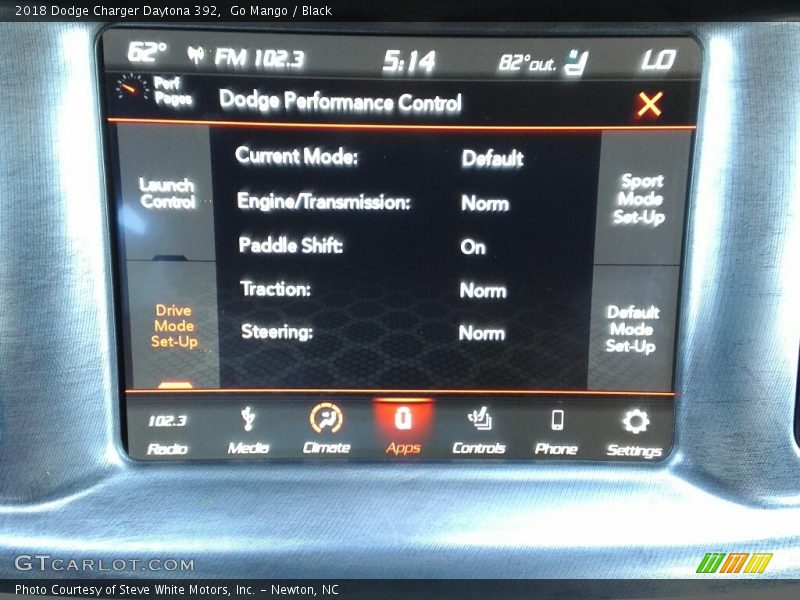 2018 Dodge Charger Daytona 392,  Go Mango / Black
62° FM 102.3 5:14 82°out. LO
Perf Pages Dodge Performance Control
Launch Control
Drive Mode Set-Up
Current Mode: Default
Engine/Transmission: Norm
Paddle Shift: On
Traction: Norm
Steering: Norm
Sport Mode Set-Up
Default Mode Set-Up
102.3
Radio Media Climate Apps Controls Phone Settings
GTCARLOT.COM
Photo Courtesy of Steve White Motors, Inc. – Newton, NC